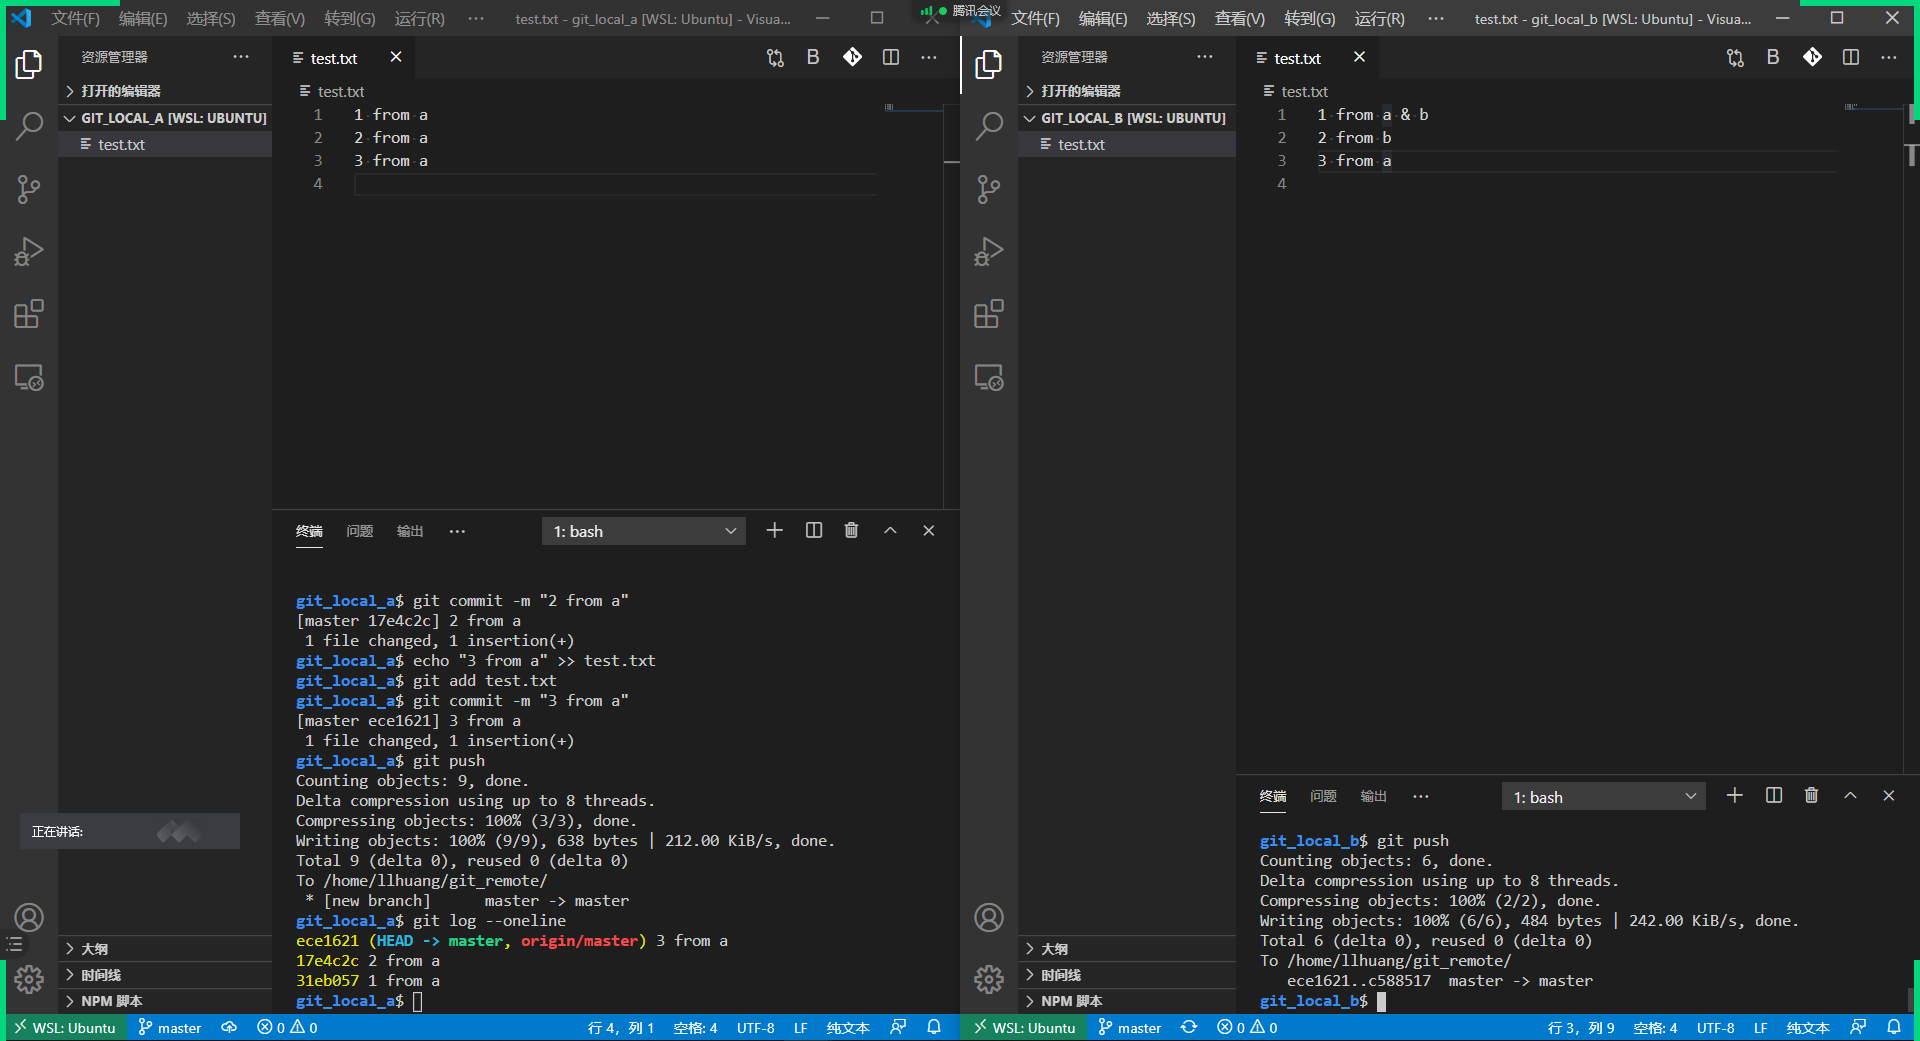 文件(F) 编辑(E) 选择(S) 查看(V) 转到(G) 运行(R) ··· test.txt - git_local_a [WSL: Ubuntu] - Visua...
资源管理器 ···
打开的编辑器
GIT_LOCAL_A [WSL: UBUNTU]
test.txt
test.txt
test.txt
1 1 from a
2 2 from a
3 3 from a
4
终端 问题 输出 ··· 1: bash
git_local_a$ git commit -m "2 from a"
[master 17e4c2c] 2 from a
1 file changed, 1 insertion(+)
git_local_a$ echo "3 from a" >> test.txt
git_local_a$ git add test.txt
git_local_a$ git commit -m "3 from a"
[master ece1621] 3 from a
1 file changed, 1 insertion(+)
git_local_a$ git push
Counting objects: 9, done.
Delta compression using up to 8 threads.
Compressing objects: 100% (3/3), done.
Writing objects: 100% (9/9), 638 bytes | 212.00 KiB/s, done.
Total 9 (delta 0), reused 0 (delta 0)
To /home/llhuang/git_remote/
* [new branch]      master -> master
git_local_a$ git log --oneline
ece1621 (HEAD -> master, origin/master) 3 from a
17e4c2c 2 from a
31eb057 1 from a
git_local_a$
正在讲话:
大纲
时间线
NPM 脚本
WSL: Ubuntu master 0 0 行 4，列 1 空格: 4 UTF-8 LF 纯文本
腾讯会议
文件(F) 编辑(E) 选择(S) 查看(V) 转到(G) 运行(R) ··· test.txt - git_local_b [WSL: Ubuntu] - Visua...
资源管理器 ···
打开的编辑器
GIT_LOCAL_B [WSL: UBUNTU]
test.txt
test.txt
test.txt
1 1 from a & b
2 2 from b
3 3 from a
4
终端 问题 输出 ··· 1: bash
git_local_b$ git push
Counting objects: 6, done.
Delta compression using up to 8 threads.
Compressing objects: 100% (2/2), done.
Writing objects: 100% (6/6), 484 bytes | 242.00 KiB/s, done.
Total 6 (delta 0), reused 0 (delta 0)
To /home/llhuang/git_remote/
ece1621..c588517  master -> master
git_local_b$
大纲
时间线
NPM 脚本
WSL: Ubuntu master 0 0 行 3，列 9 空格: 4 UTF-8 LF 纯文本